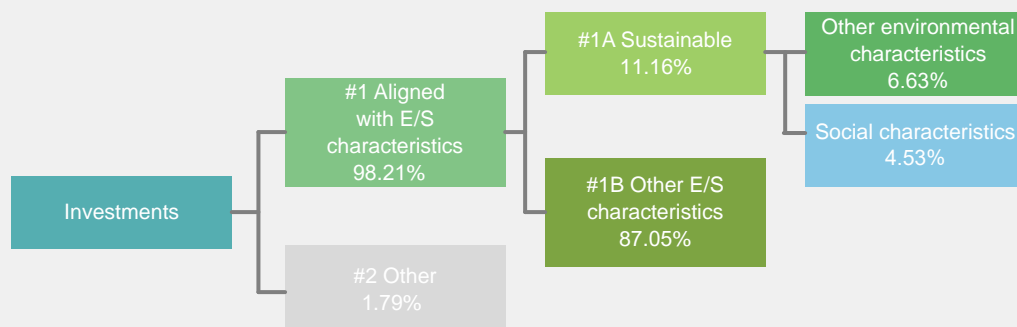 Investments
#1 Aligned
with E/S
characteristics
98.21%
#2 Other
1.79%
#1A Sustainable
11.16%
#1B Other E/S
characteristics
87.05%
Other environmental
characteristics
6.63%
Social characteristics
4.53%